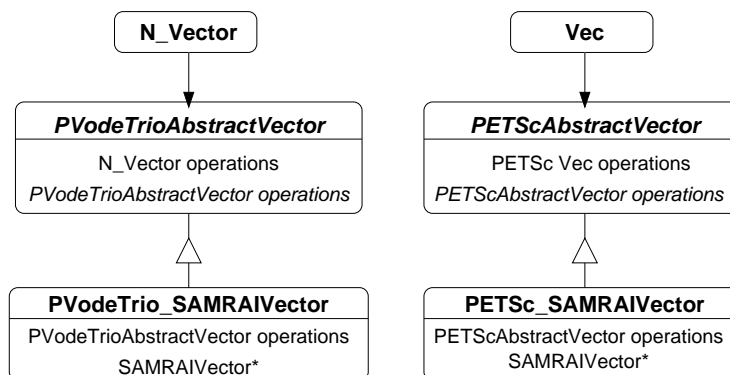 N_Vector
PVodeTrioAbstractVector
N_Vector operations
PVodeTrioAbstractVector operations
PVodeTrio_SAMRAIVector
PVodeTrioAbstractVector operations
SAMRAIVector*
Vec
PETScAbstractVector
PETSc Vec operations
PETScAbstractVector operations
PETSc_SAMRAIVector
PETScAbstractVector operations
SAMRAIVector*